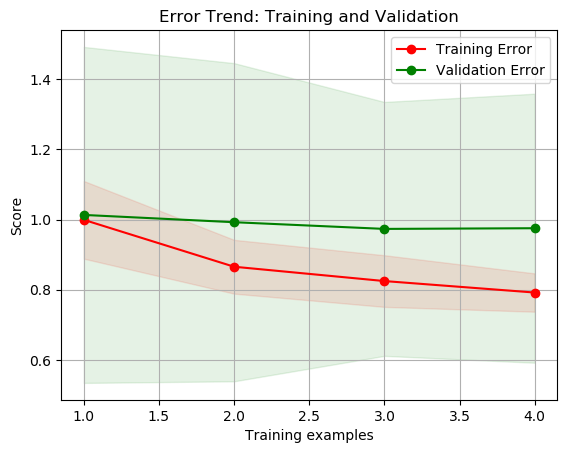 Error Trend: Training and Validation
Training Error
Validation Error
Score
1.4
1.2
1.0
0.8
0.6
1.0
1.5
2.0
2.5
3.0
3.5
4.0
Training examples